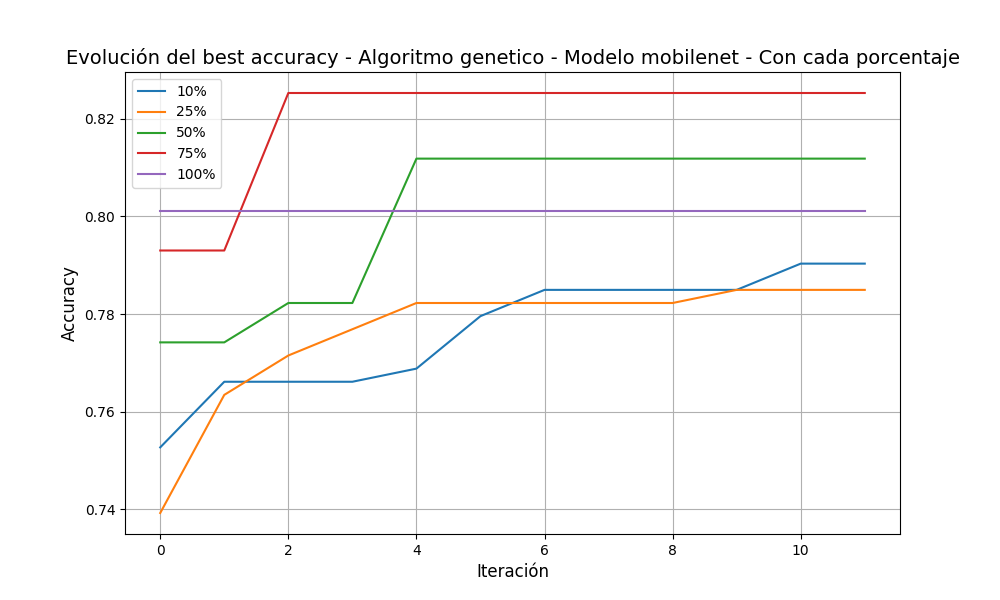 Evolución del best accuracy - Algoritmo genetico - Modelo mobilenet - Con cada porcentaje
10%
25%
50%
75%
100%
0.82
0.80
0.78
0.76
0.74
Accuracy
0 2 4 6 8 10
Iteración